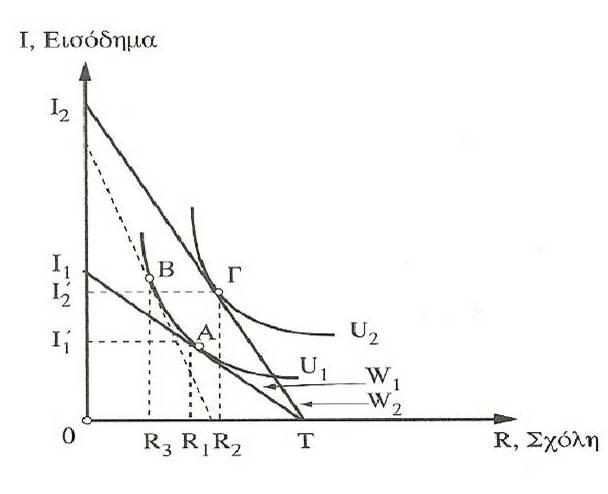 I, Εισόδημα
I₂
I₁
I₂′
I₁′
B
Γ
A
U₂
U₁
W₁
W₂
0
R₃ R₁ R₂ T
R, Σχόλη